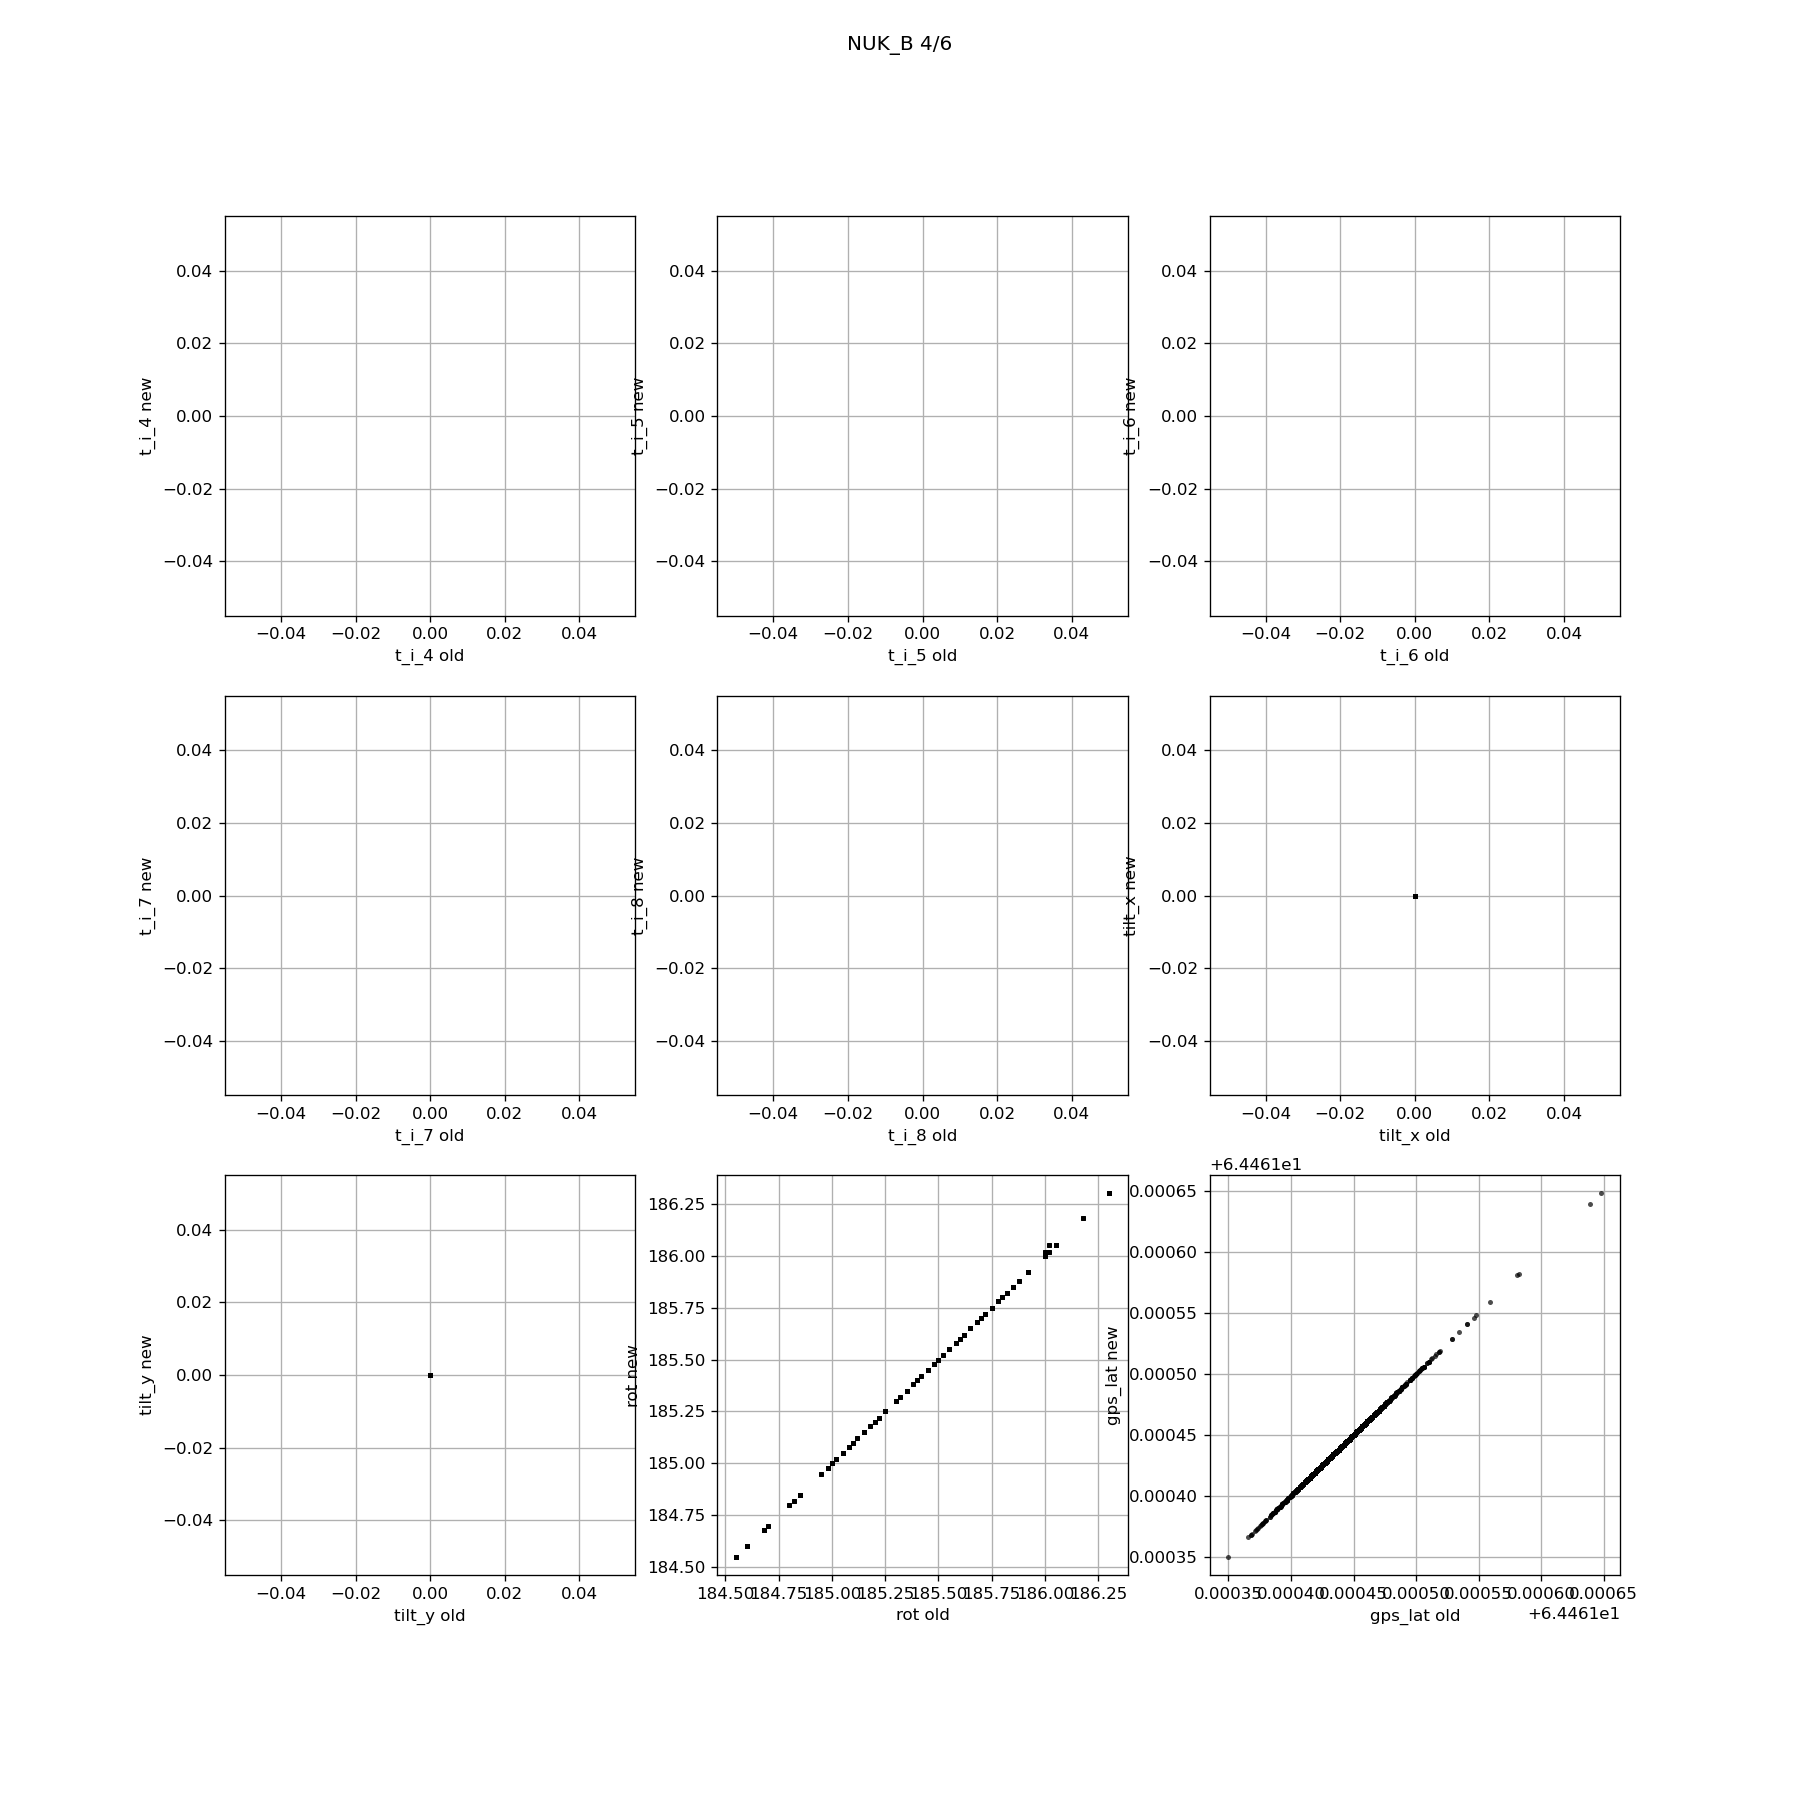 NUK_B 4/6
0.04 0.04 0.04
0.02 0.02 0.02
t_i_4 new 0.00 t_i_5 new 0.00 t_i_6 new 0.00
−0.02 −0.02 −0.02
−0.04 −0.04 −0.04
−0.04 −0.02 0.00 0.02 0.04 −0.04 −0.02 0.00 0.02 0.04 −0.04 −0.02 0.00 0.02 0.04
t_i_4 old t_i_5 old t_i_6 old
0.04 0.04 0.04
0.02 0.02 0.02
t_i_7 new 0.00 t_i_8 new 0.00 tilt_x new 0.00
−0.02 −0.02 −0.02
−0.04 −0.04 −0.04
−0.04 −0.02 0.00 0.02 0.04 −0.04 −0.02 0.00 0.02 0.04 −0.04 −0.02 0.00 0.02 0.04
t_i_7 old t_i_8 old tilt_x old
+6.4461e1
0.04 186.25 0.00065
0.02 186.00 0.00060
185.75 0.00055
tilt_y new 0.00 rot new 185.50 gps_lat new 0.00050
185.25 0.00045
−0.02 185.00 0.00040
−0.04 184.75 0.00035
184.50
−0.04 −0.02 0.00 0.02 0.04 184.50 184.75 185.00 185.25 185.50 185.75 186.00 186.25 0.00035 0.00040 0.00045 0.00050 0.00055 0.00060 0.00065
tilt_y old rot old gps_lat old +6.4461e1